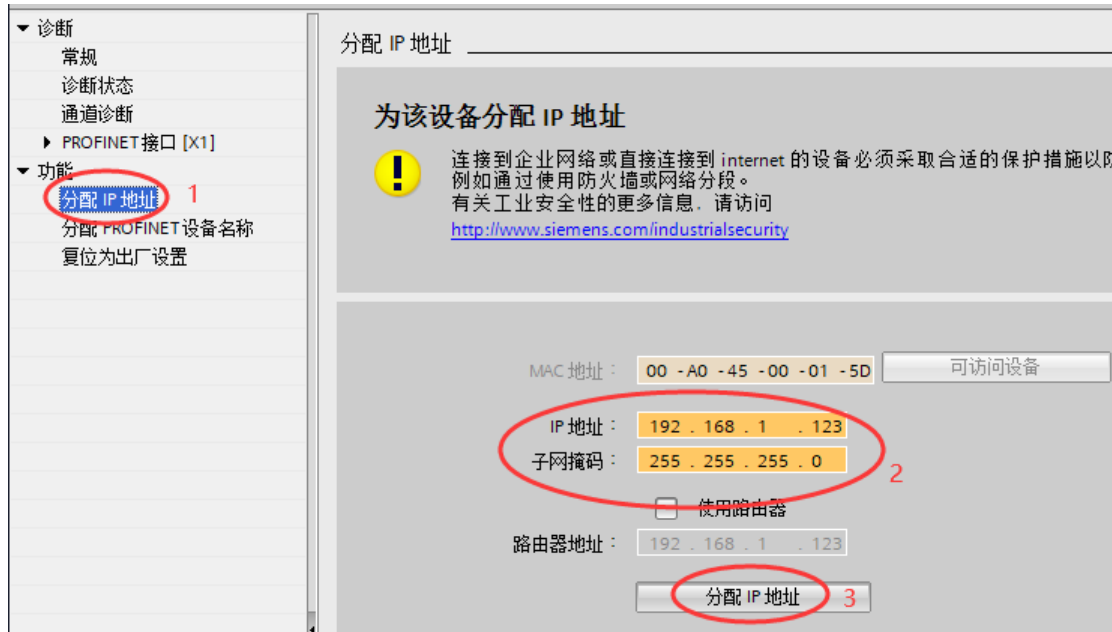 诊断
常规
诊断状态
通道诊断
PROFINET接口 [X1]
功能
分配 IP 地址
1
分配 PROFINET设备名称
复位为出厂设置
分配 IP 地址
为该设备分配 IP 地址
连接到企业网络或直接连接到 internet 的设备必须采取合适的保护措施以防
例如通过使用防火墙或网络分段。
有关工业安全性的更多信息. 请访问
http://www.siemens.com/industrialsecurity
MAC 地址： 00 -A0 -45 -00 -01 -5D 可访问设备
IP 地址： 192 . 168 . 1 . 123
子网掩码： 255 . 255 . 255 . 0
2
使用路由器
路由器地址： 192 . 168 . 1 . 123
分配 IP 地址 3